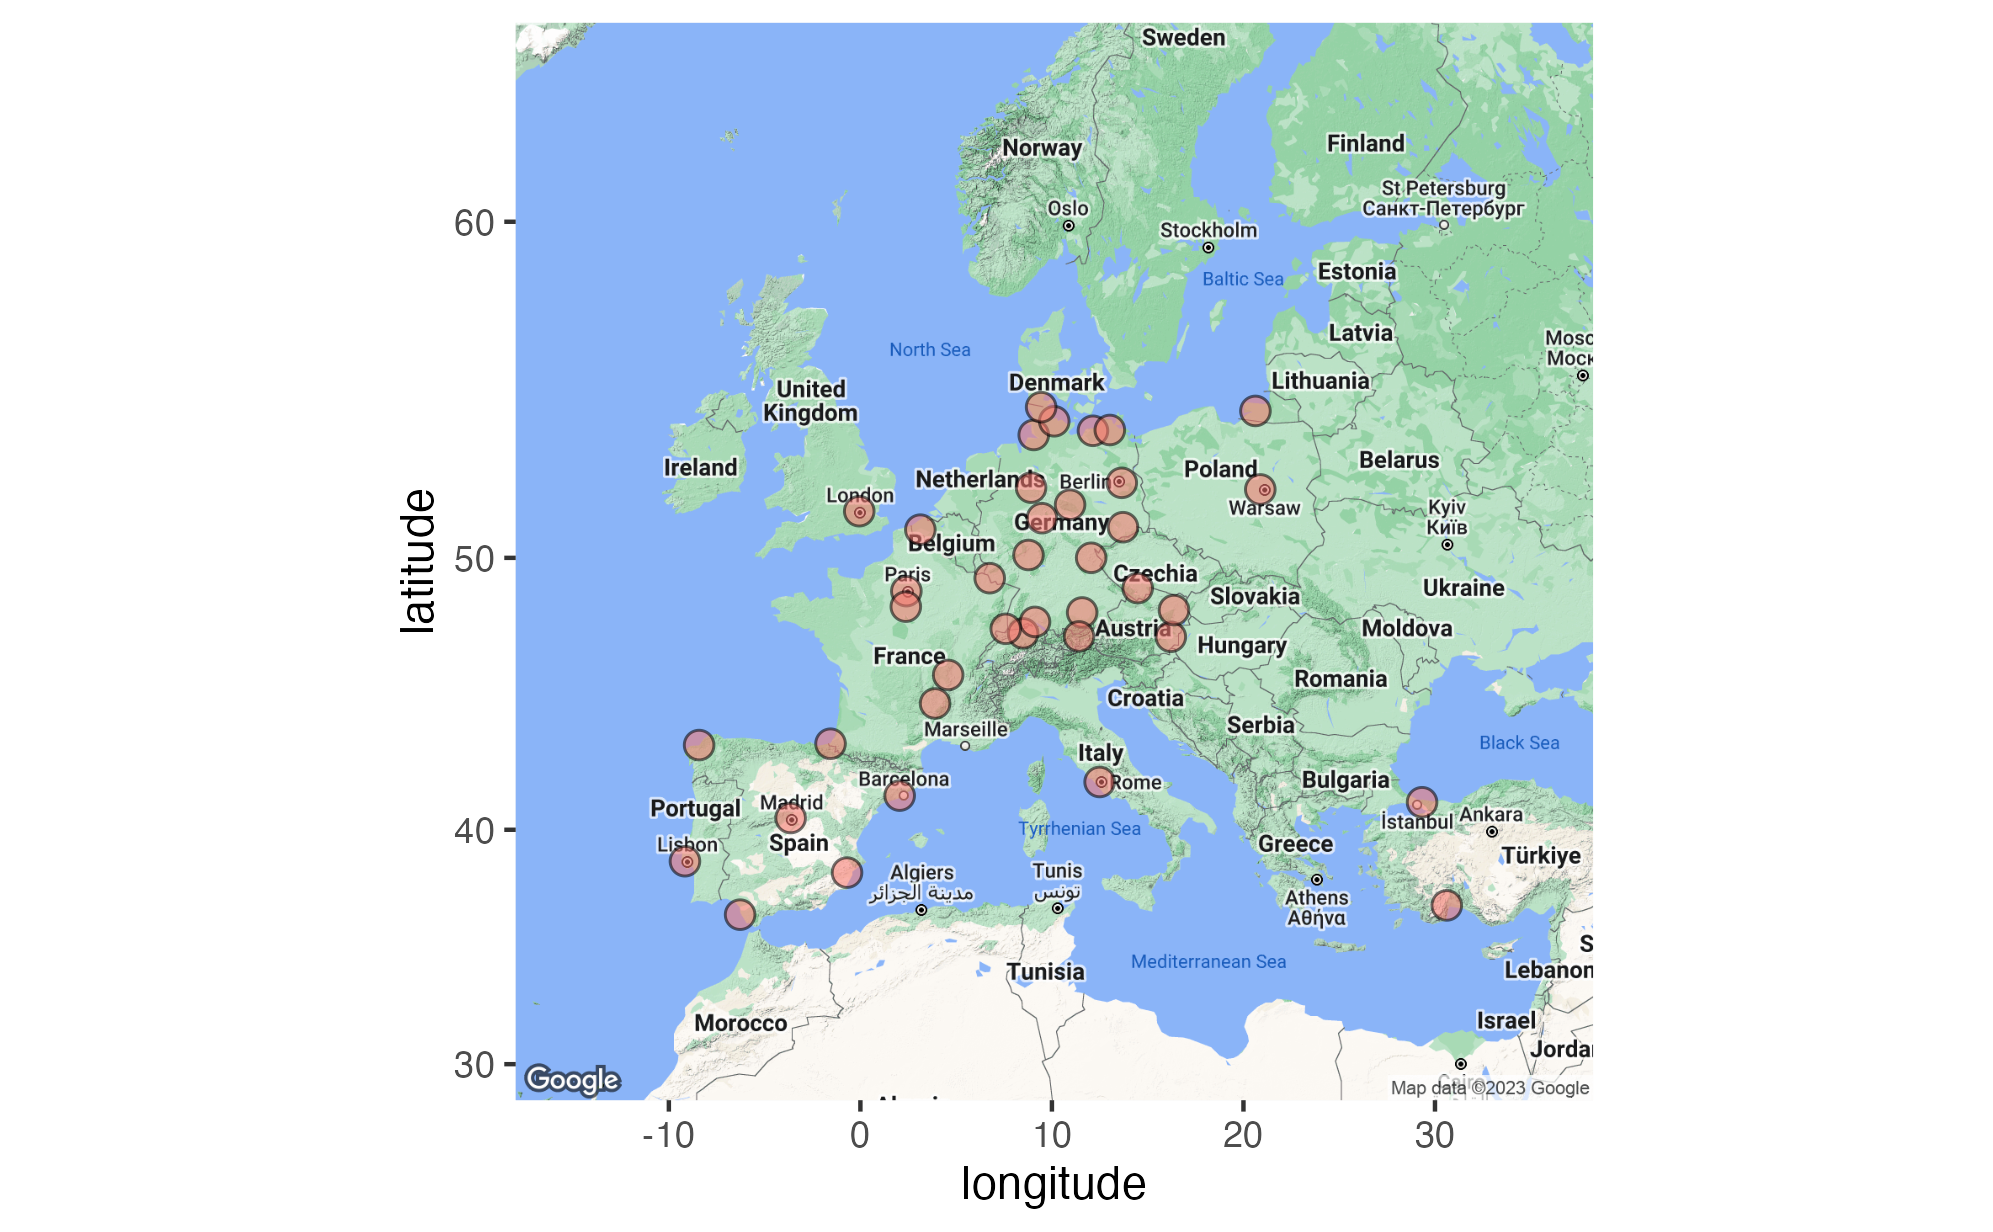 Sweden
Norway
Finland
St Petersburg
Санкт-Петербург
Oslo
Stockholm
60
Estonia
Baltic Sea
Latvia
Mosc
Моск
North Sea
Denmark
Lithuania
United
Kingdom
Ireland
Netherlands
Berlin
Poland
Belarus
London
Warsaw
Kyiv
Київ
Germany
Belgium
50
latitude
Paris
Czechia
Slovakia
Ukraine
Austria
Moldova
Hungary
France
Romania
Croatia
Serbia
Marseille
Italy
Black Sea
Barcelona
Rome
Bulgaria
Madrid
Portugal
İstanbul
Ankara
40
Tyrrhenian Sea
Lisbon
Spain
Greece
Türkiye
Algiers
مدينة الجزائر
Tunis
تونس
Athens
Αθήνα
S
Mediterranean Sea
Tunisia
Lebanon
Morocco
Israel
Jorda
30
Google
Map data ©2023 Google
-10
0
10
20
30
longitude